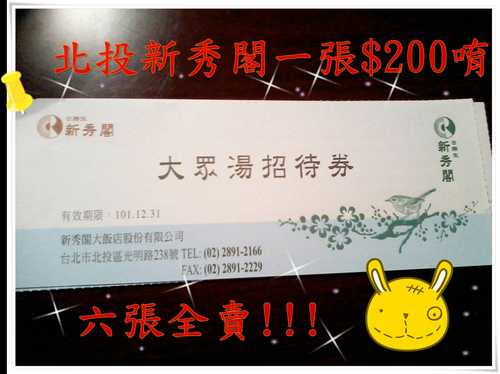 北投新秀閣一張$200唷
新秀閣
新秀閣
大眾湯招待券
有效期限：101.12.31
新秀閣大飯店股份有限公司
台北市北投區光明路238號 TEL: (02) 2891-2166
FAX: (02) 2891-2229
六張全賣!!!